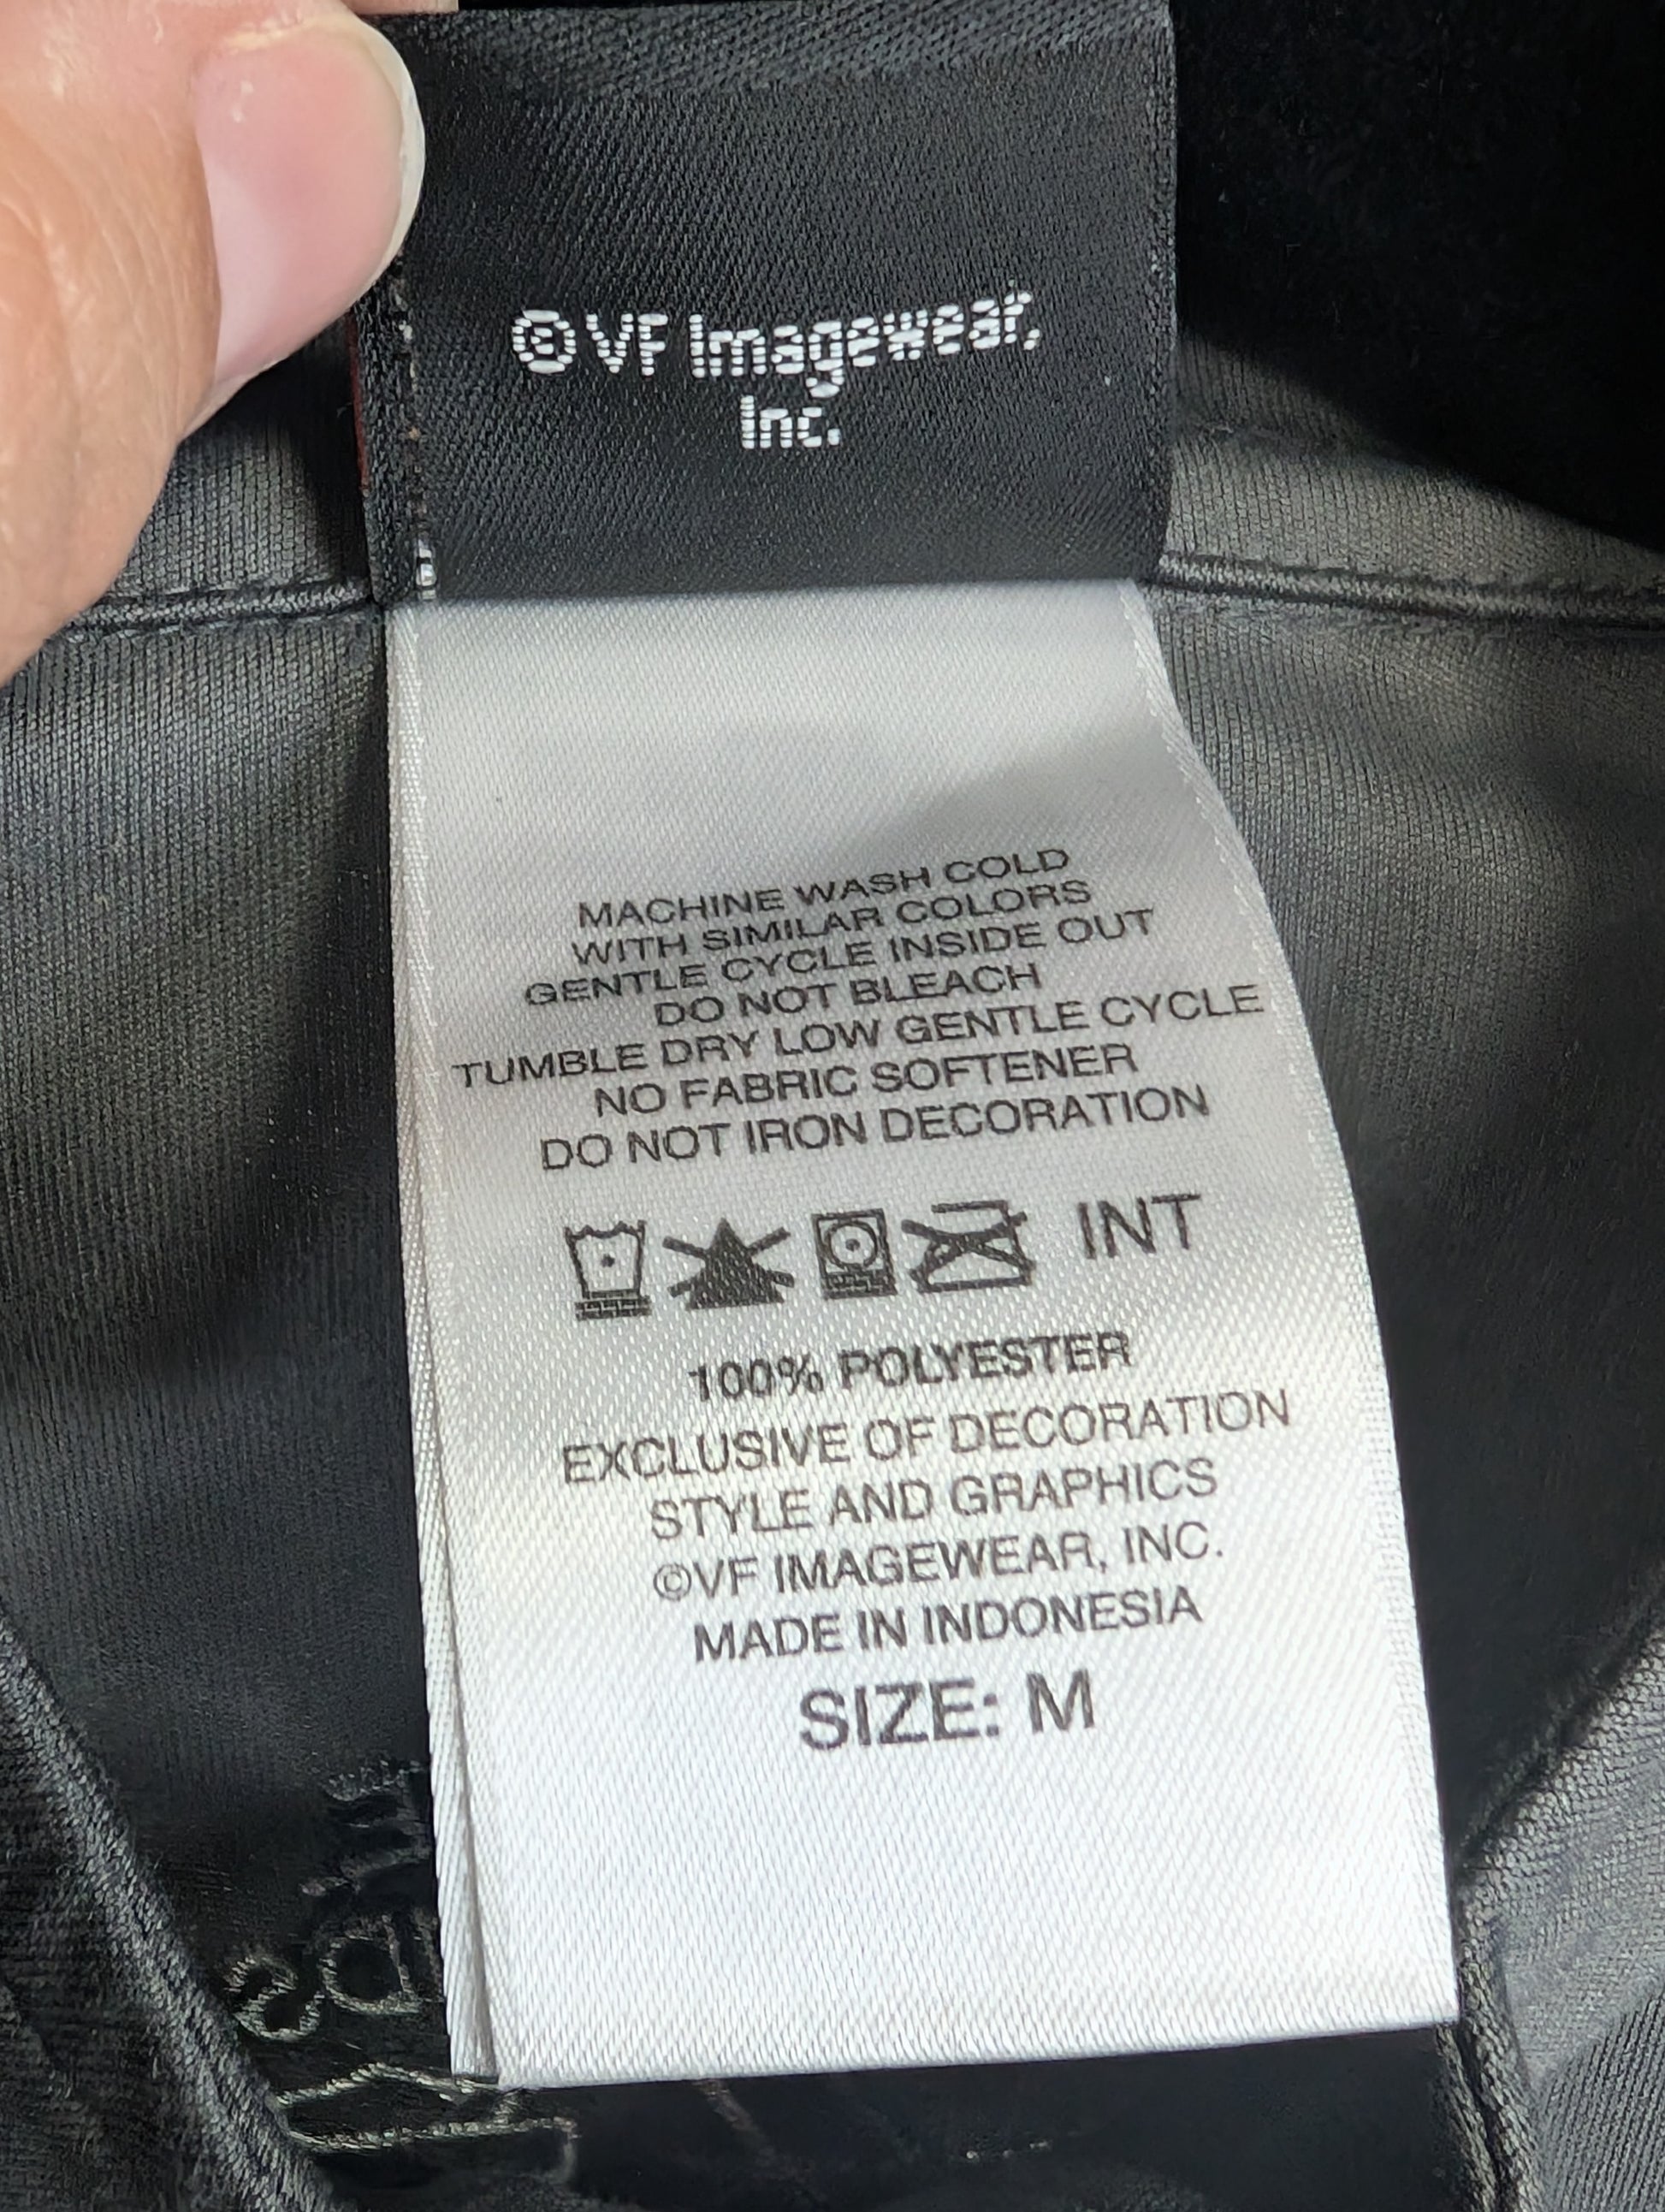 ©VF Imagewear,
Inc.
MACHINE WASH COLD
WITH SIMILAR COLORS
GENTLE CYCLE INSIDE OUT
DO NOT BLEACH
TUMBLE DRY LOW GENTLE CYCLE
NO FABRIC SOFTENER
DO NOT IRON DECORATION
INT
100% POLYESTER
EXCLUSIVE OF DECORATION
STYLE AND GRAPHICS
©VF IMAGEWEAR, INC.
MADE IN INDONESIA
SIZE: M